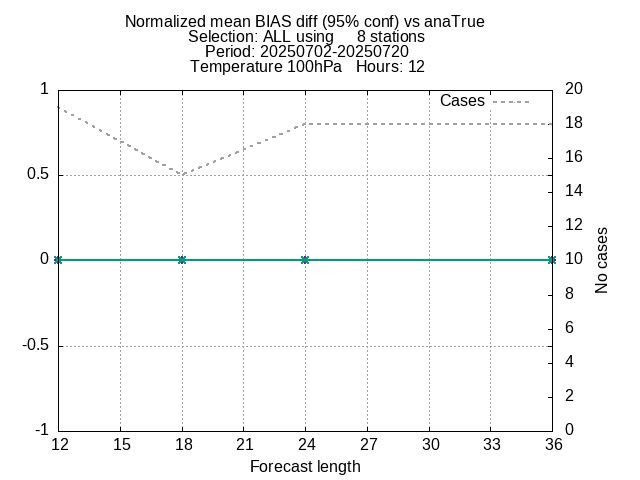 Normalized mean BIAS diff (95% conf) vs anaTrue
Selection: ALL using     8 stations
Period: 20250702-20250720
Temperature 100hPa   Hours: 12
Cases
1
0.5
0
-0.5
-1
20
18
16
14
12
10
8
6
4
2
0
No cases
12 15 18 21 24 27 30 33 36
Forecast length